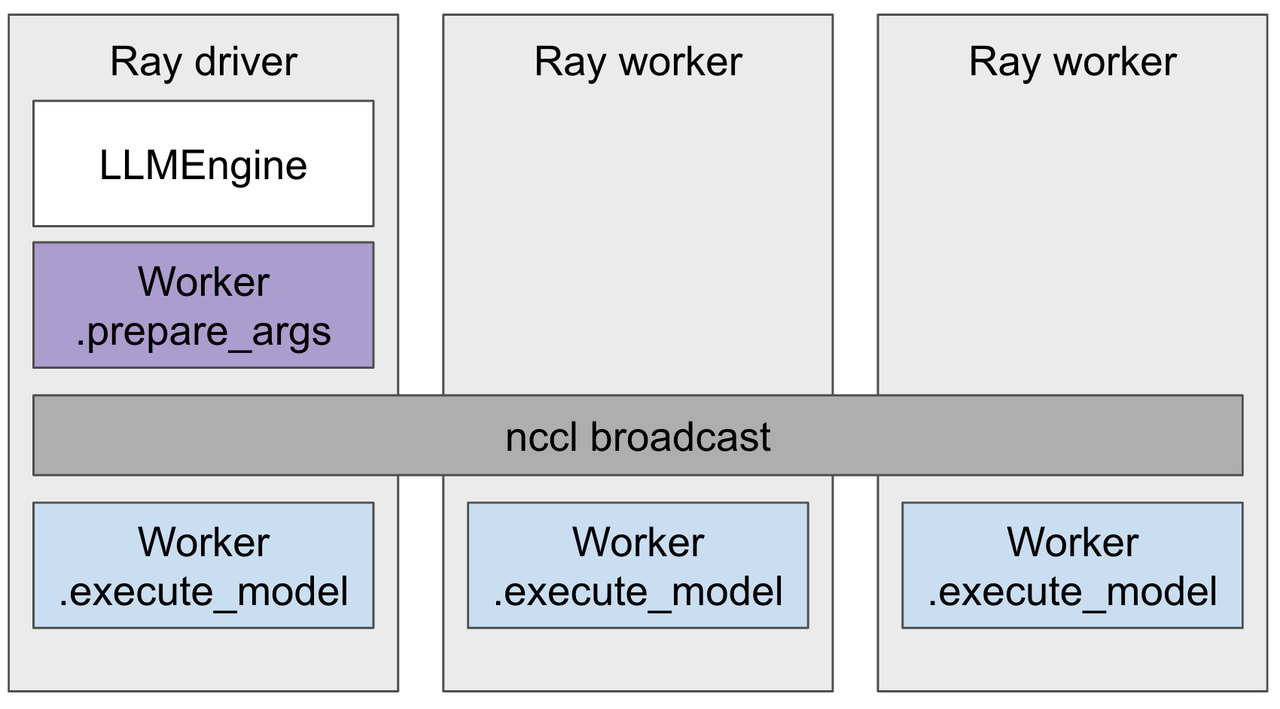 Ray driver
Ray worker
Ray worker
LLMEngine
Worker
.prepare_args
nccl broadcast
Worker
.execute_model
Worker
.execute_model
Worker
.execute_model